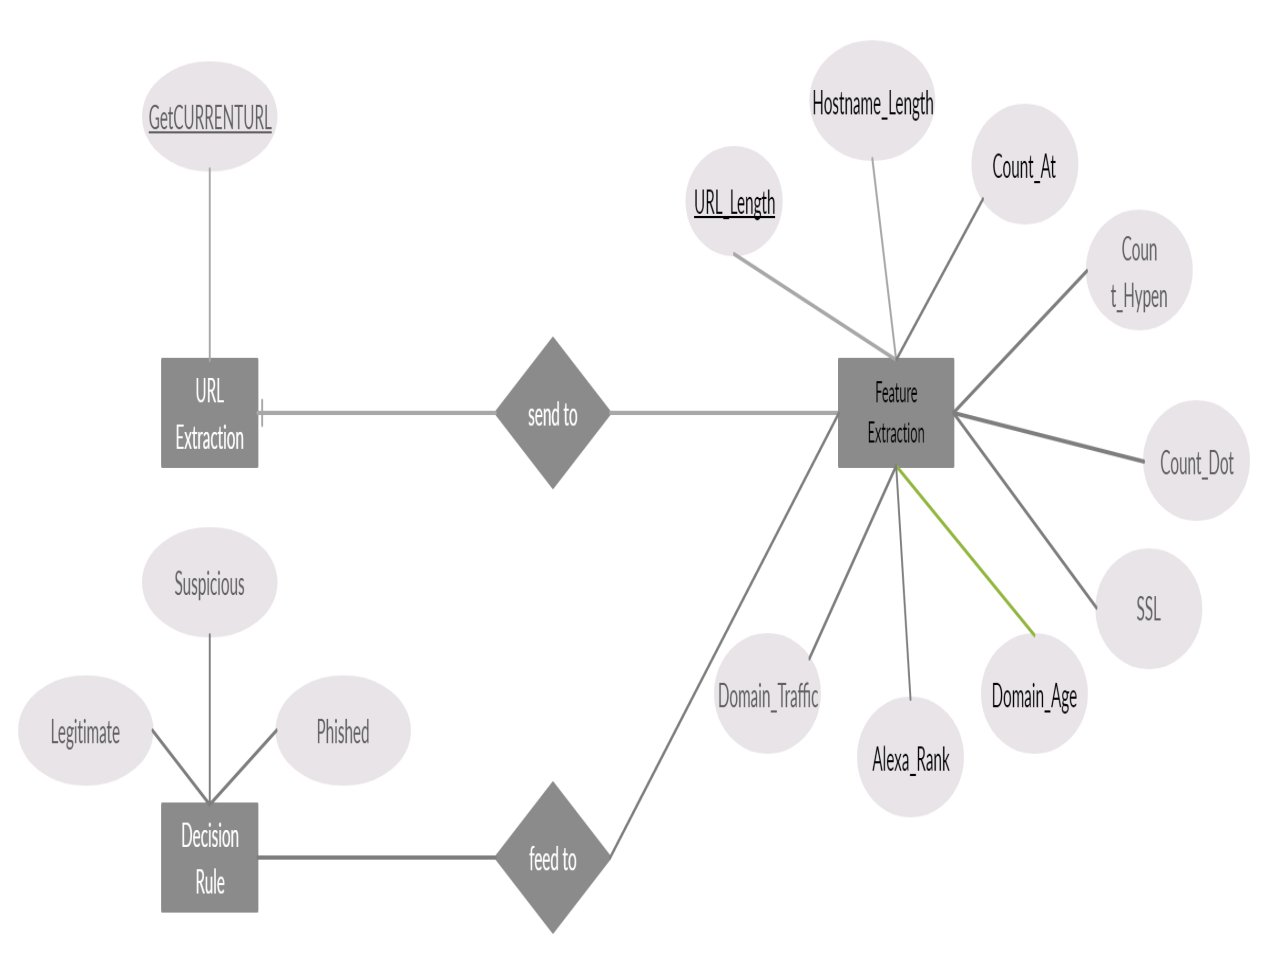 GetCURRENTURL
Hostname_Length
Count_At
URL_Length
Coun
t_Hypen
URL
Extraction
send to
Feature
Extraction
Count_Dot
Suspicious
SSL
Legitimate
Phished
Domain_Traffic
Domain_Age
Alexa_Rank
Decision
Rule
feed to